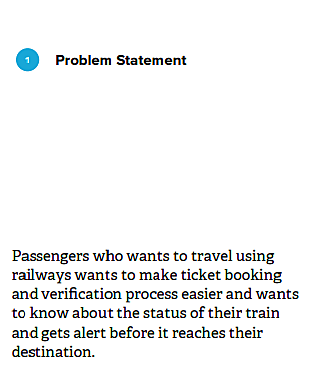 1 Problem Statement
Passengers who wants to travel using
railways wants to make ticket booking
and verification process easier and wants
to know about the status of their train
and gets alert before it reaches their
destination.